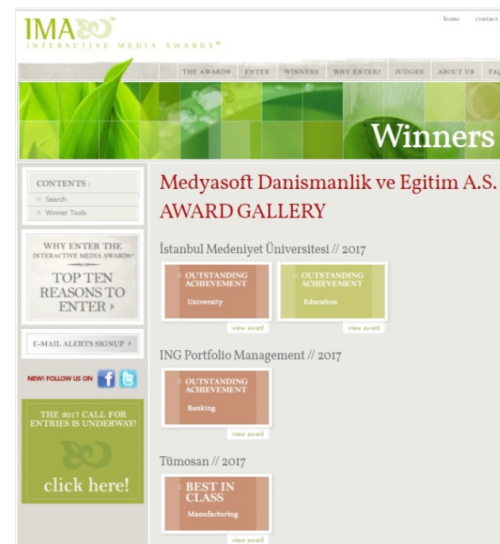 IMA™
INTERACTIVE MEDIA AWARDS™
home contact
THE AWARDS ENTER WINNERS WHY ENTER? JUDGES ABOUT US FAQ
Winners
CONTENTS :
Search
Winner Tools
WHY ENTER THE
INTERACTIVE MEDIA AWARDS?
TOP TEN
REASONS TO
ENTER
E-MAIL ALERTS SIGNUP
NEW! FOLLOW US ON f t
THE 2017 CALL FOR
ENTRIES IS UNDERWAY!
click here!
Medyasoft Danismanlik ve Egitim A.S.
AWARD GALLERY
İstanbul Medeniyet Üniversitesi // 2017
OUTSTANDING
ACHIEVEMENT
University
view award
OUTSTANDING
ACHIEVEMENT
Education
view award
ING Portfolio Management // 2017
OUTSTANDING
ACHIEVEMENT
Banking
view award
Tümosan // 2017
BEST IN
CLASS
Manufacturing
view award